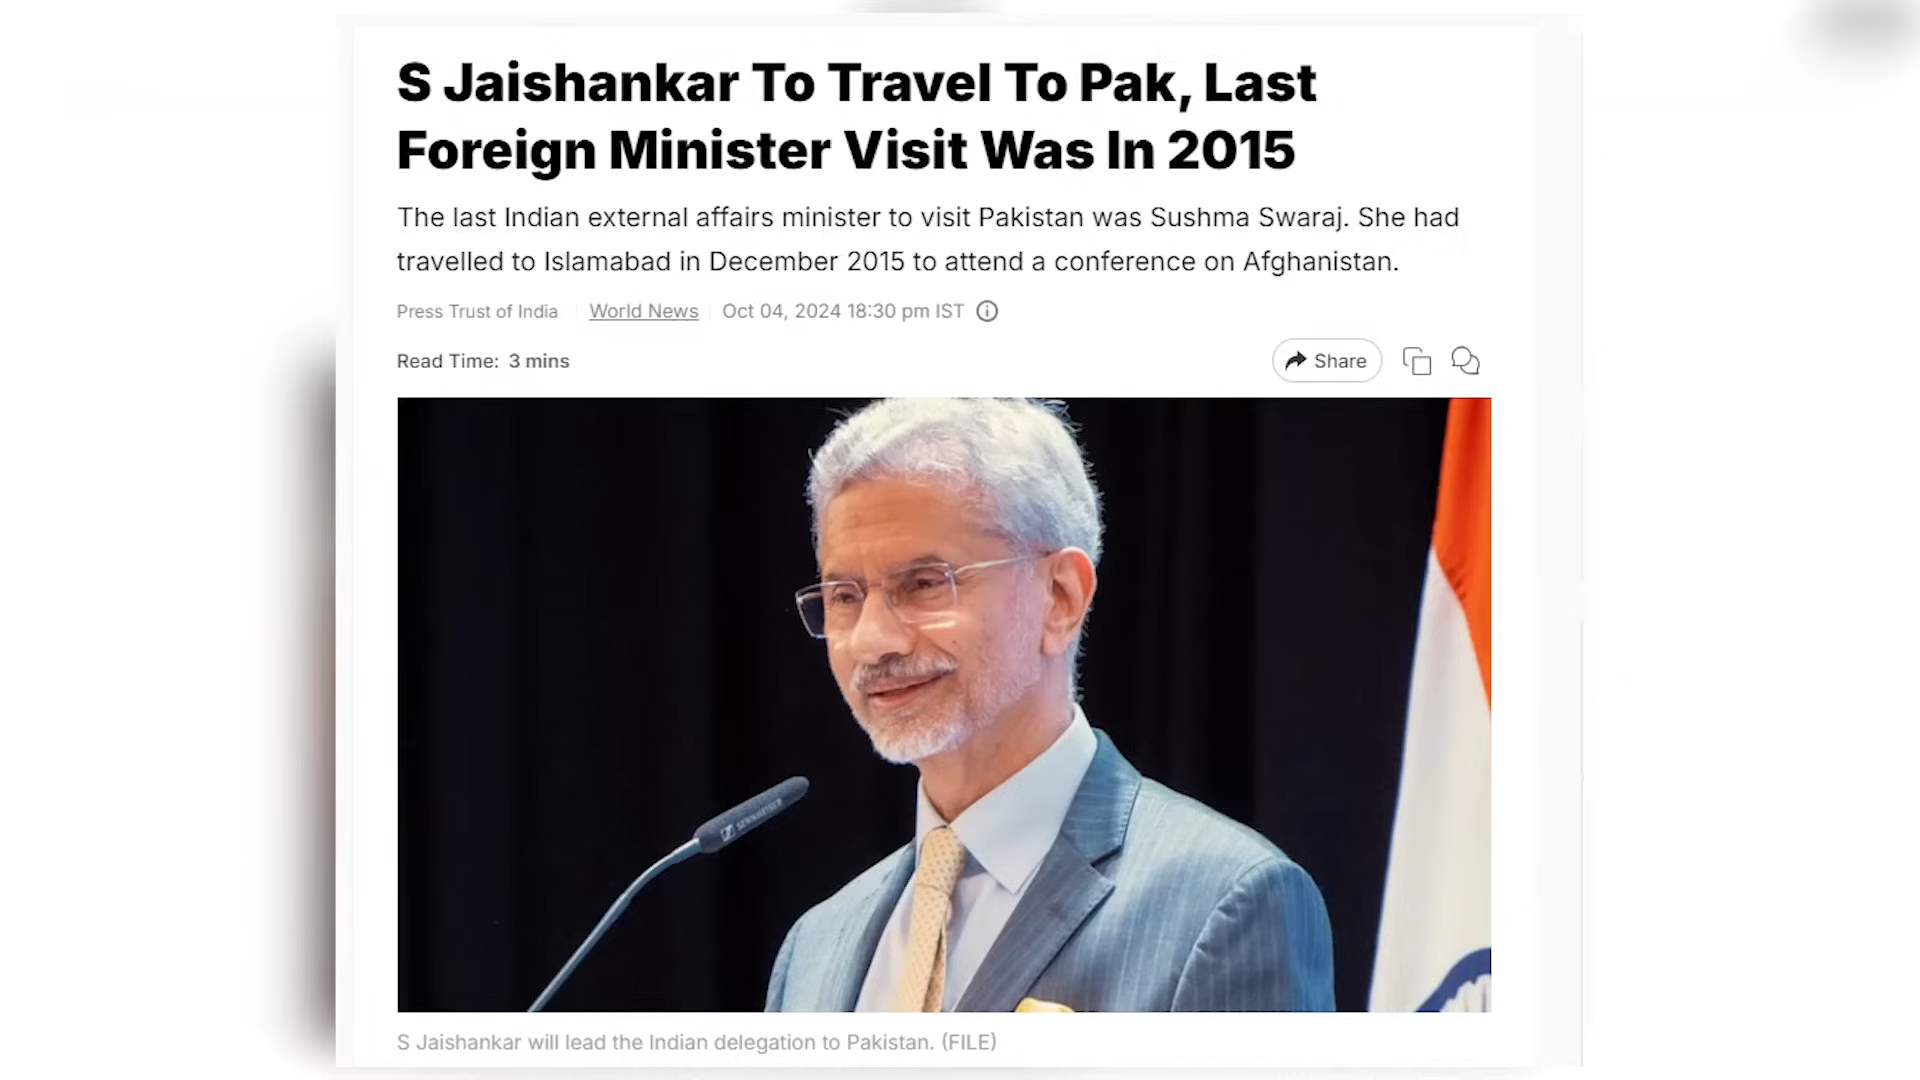 S Jaishankar To Travel To Pak, Last
Foreign Minister Visit Was In 2015
The last Indian external affairs minister to visit Pakistan was Sushma Swaraj. She had
travelled to Islamabad in December 2015 to attend a conference on Afghanistan.
Press Trust of India World News Oct 04, 2024 18:30 pm IST
Read Time: 3 mins Share
SENNHEISER
S Jaishankar will lead the Indian delegation to Pakistan. (FILE)